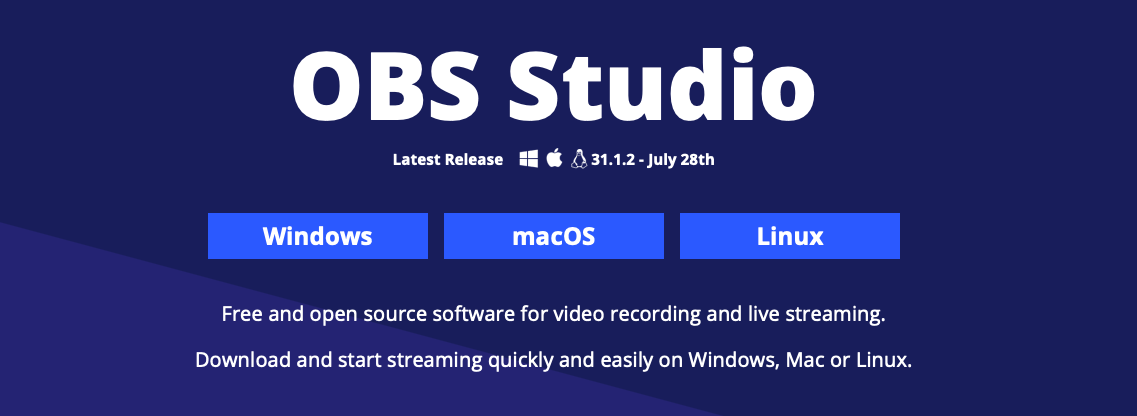 OBS Studio
Latest Release 31.1.2 - July 28th
Windows
macOS
Linux
Free and open source software for video recording and live streaming.
Download and start streaming quickly and easily on Windows, Mac or Linux.